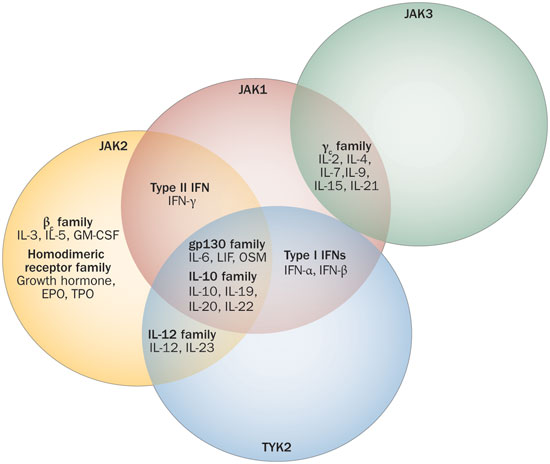 JAK3
JAK1
JAK2
γc family
IL-2, IL-4,
IL-7,IL-9,
IL-15, IL-21
Type II IFN
IFN-γ
βc family
IL-3, IL-5, GM-CSF
Homodimeric
receptor family
Growth hormone,
EPO, TPO
gp130 family
IL-6, LIF, OSM
IL-10 family
IL-10, IL-19,
IL-20, IL-22
Type I IFNs
IFN-α, IFN-β
IL-12 family
IL-12, IL-23
TYK2